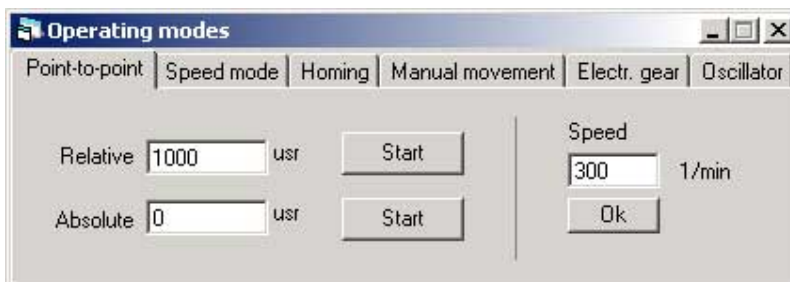 Operating modes
Point-to-point Speed mode Homing Manual movement Electr. gear Oscillator
Relative 1000 usr Start
Absolute 0 usr Start
Speed
300 1/min
Ok